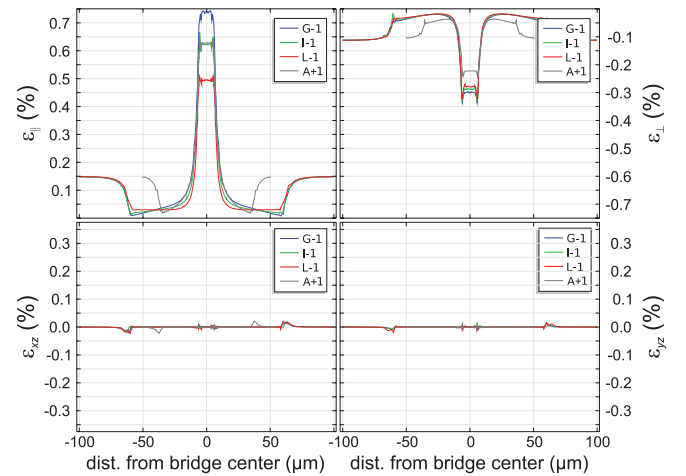 0.7
0.6
0.5
0.4
0.3
0.2
0.1
ε|| (%)
G-1
I-1
L-1
A+1
G-1
I-1
L-1
A+1
-0.1
-0.2
-0.3
-0.4
-0.5
-0.6
-0.7
ε⊥ (%)
0.3
0.2
0.1
0.0
-0.1
-0.2
-0.3
εxz (%)
G-1
I-1
L-1
A+1
G-1
I-1
L-1
A+1
0.3
0.2
0.1
0.0
-0.1
-0.2
-0.3
εyz (%)
-100 -50 0 50 -100 -50 0 50 100
dist. from bridge center (μm) dist. from bridge center (μm)